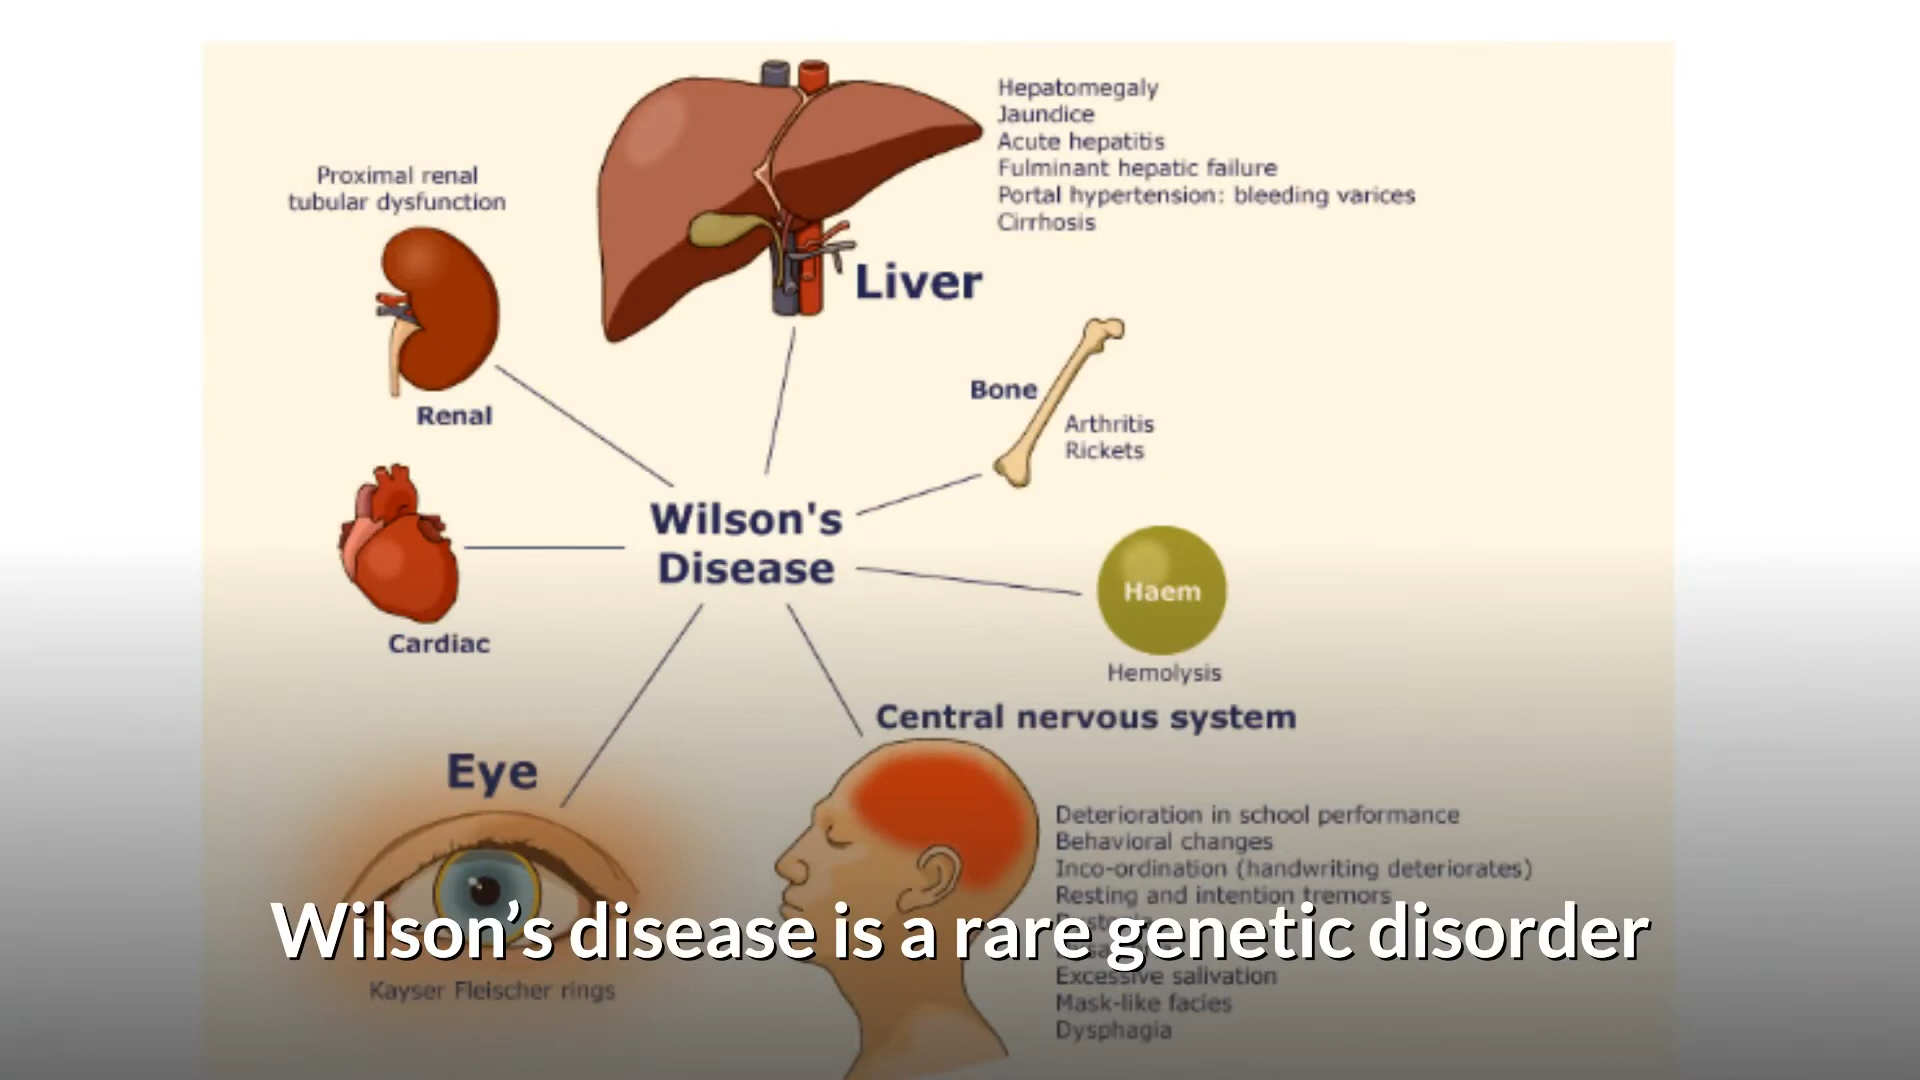 Hepatomegaly
Jaundice
Acute hepatitis
Fulminant hepatic failure
Portal hypertension: bleeding varices
Cirrhosis
Liver
Proximal renal
tubular dysfunction
Renal
Bone
Arthritis
Rickets
Wilson's
Disease
Cardiac
Haem
Hemolysis
Central nervous system
Deterioration in school performance
Behavioral changes
Inco-ordination (handwriting deteriorates)
Resting and intention tremors
Excessive salivation
Mask-like facies
Dysphagia
Eye
Kayser Fleischer rings
Wilson’s disease is a rare genetic disorder